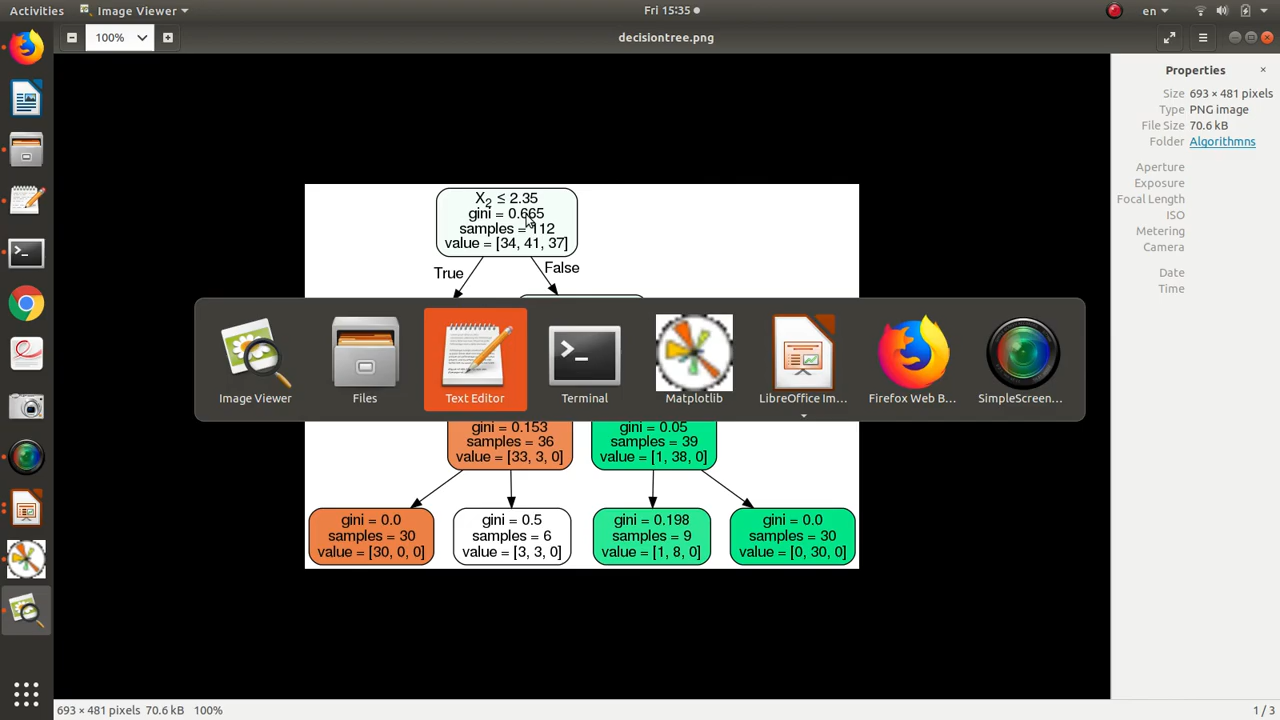 Activities
Image Viewer
Fri 15:35
en
100%
decisiontree.png
Properties
Size 693 × 481 pixels
Type PNG image
File Size 70.6 kB
Folder Algorithmns
Aperture
Exposure
Focal Length
ISO
Metering
Camera
Date
Time
X2 ≤ 2.35
gini = 0.665
samples = 112
value = [34, 41, 37]
True
False
Image Viewer
Files
Text Editor
Terminal
Matplotlib
LibreOffice Im...
Firefox Web B...
SimpleScreen...
gini = 0.153
samples = 36
value = [33, 3, 0]
gini = 0.05
samples = 39
value = [1, 38, 0]
gini = 0.0
samples = 30
value = [30, 0, 0]
gini = 0.5
samples = 6
value = [3, 3, 0]
gini = 0.198
samples = 9
value = [1, 8, 0]
gini = 0.0
samples = 30
value = [0, 30, 0]
693 × 481 pixels 70.6 kB 100%
1 / 3